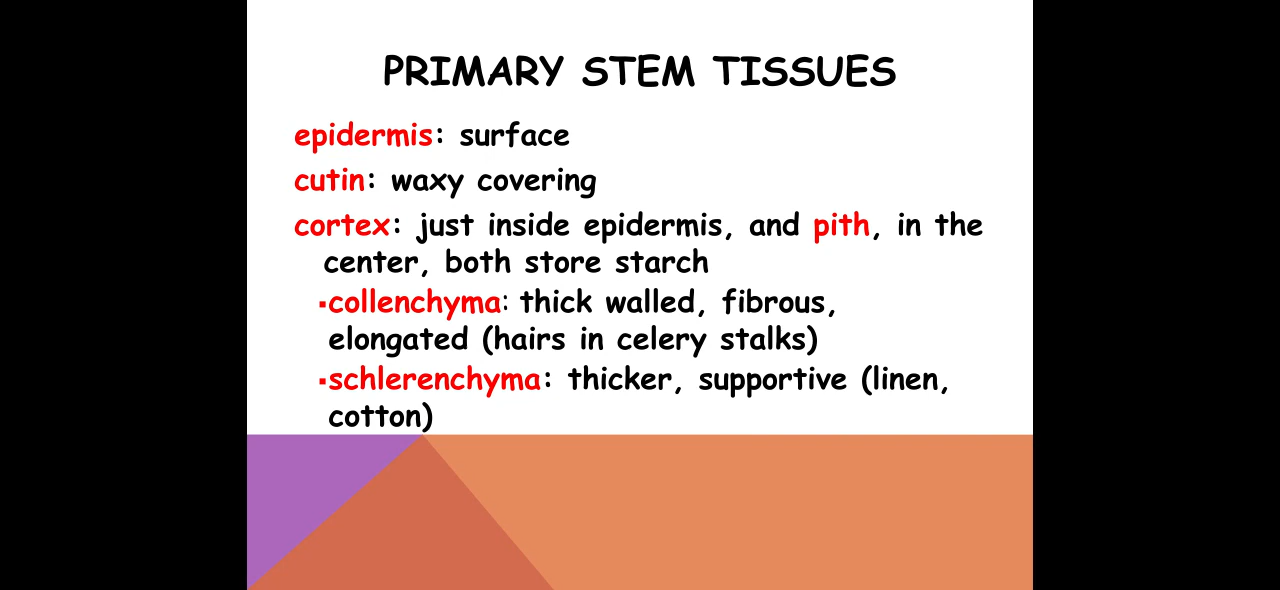 PRIMARY STEM TISSUES
epidermis: surface
cutin: waxy covering
cortex: just inside epidermis, and pith, in the
center, both store starch
▪collenchyma: thick walled, fibrous,
elongated (hairs in celery stalks)
▪schlerenchyma: thicker, supportive (linen,
cotton)